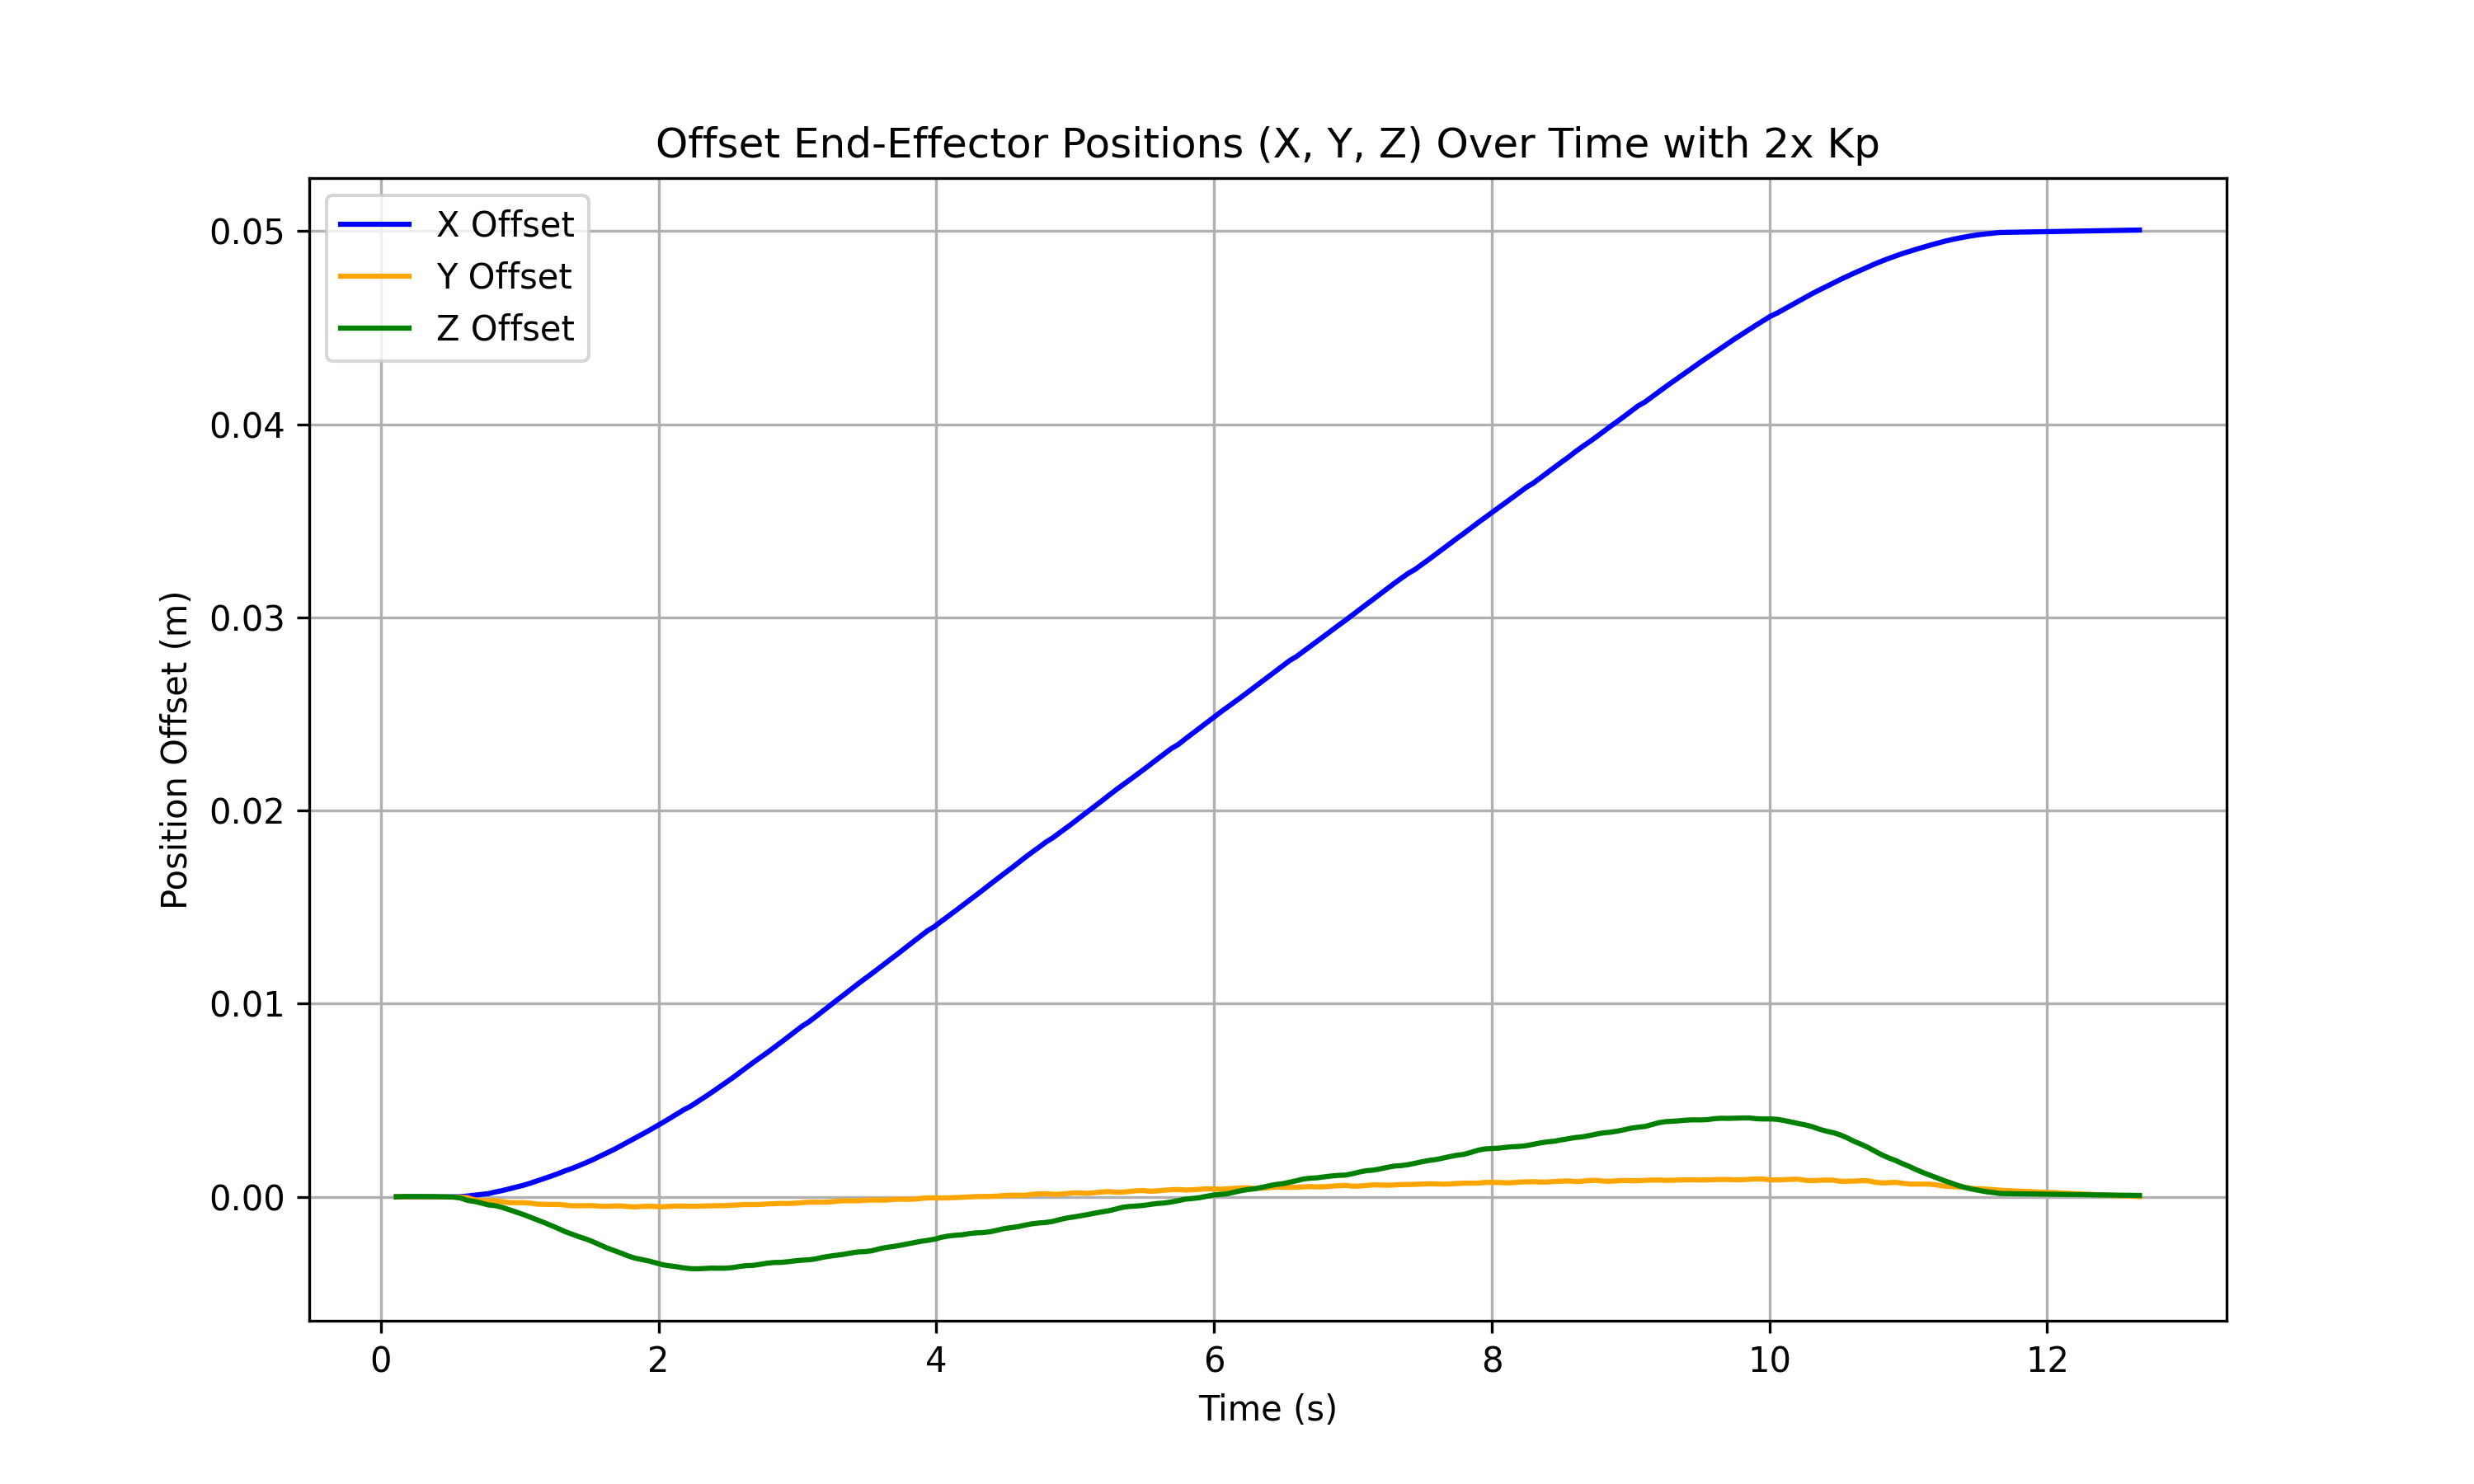 Offset End-Effector Positions (X, Y, Z) Over Time with 2x Kp
X Offset
Y Offset
Z Offset
Position Offset (m)
0.05
0.04
0.03
0.02
0.01
0.00
0 2 4 6 8 10 12
Time (s)